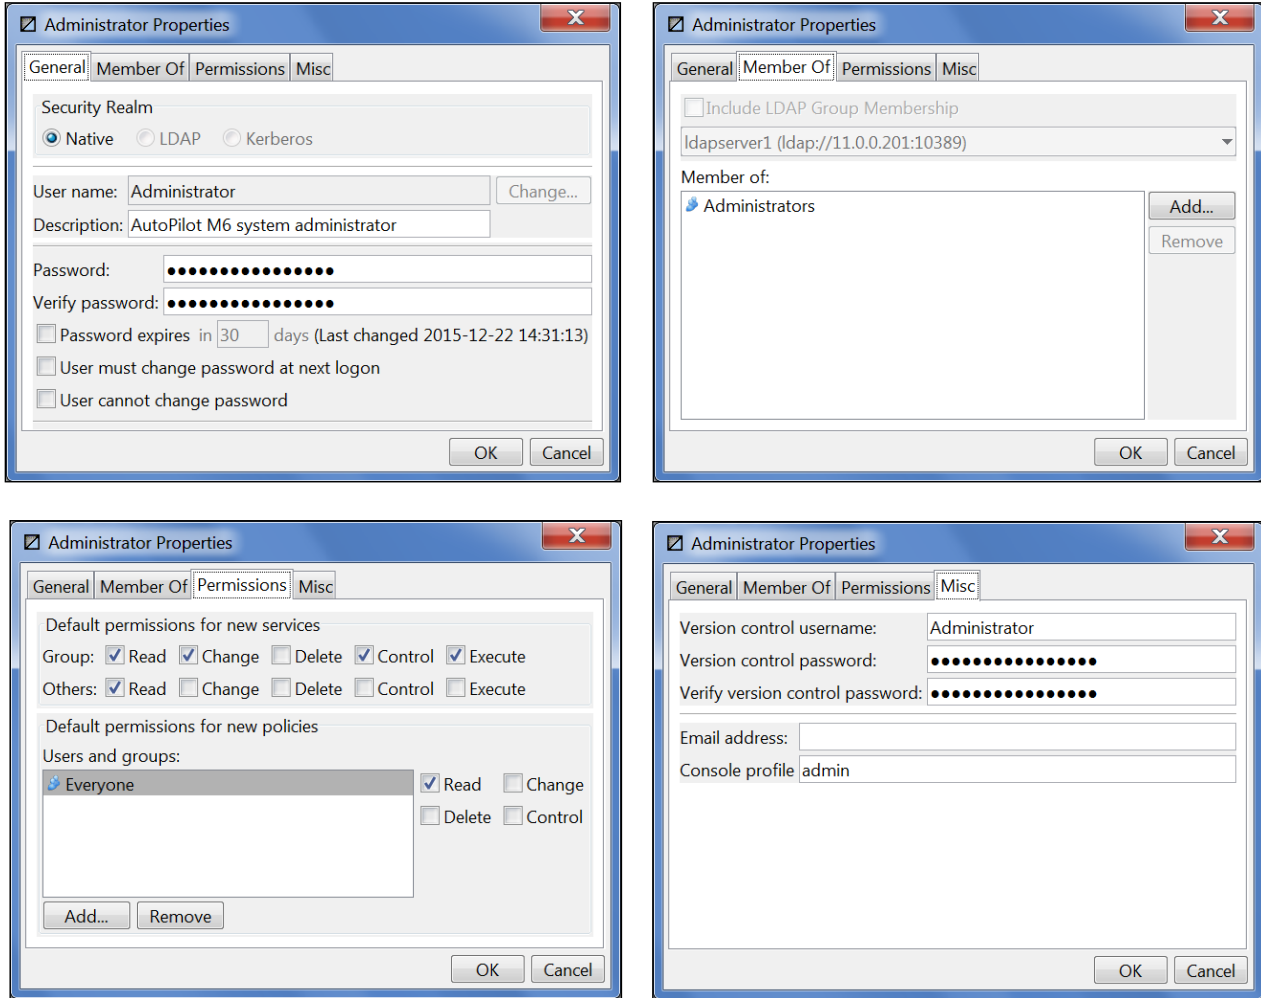 Administrator Properties
X
General Member Of Permissions Misc
Security Realm
Native LDAP Kerberos
User name: Administrator Change...
Description: AutoPilot M6 system administrator
Password: ●●●●●●●●●●●●●●●●
Verify password: ●●●●●●●●●●●●●●●●
Password expires in 30 days (Last changed 2015-12-22 14:31:13)
User must change password at next logon
User cannot change password
OK Cancel
Administrator Properties
X
General Member Of Permissions Misc
Include LDAP Group Membership
ldapserver1 (ldap://11.0.0.201:10389)
Member of:
Administrators Add...
Remove
OK Cancel
Administrator Properties
X
General Member Of Permissions Misc
Default permissions for new services
Group: Read Change Delete Control Execute
Others: Read Change Delete Control Execute
Default permissions for new policies
Users and groups:
Everyone Read Change
Delete Control
Add... Remove
OK Cancel
Administrator Properties
X
General Member Of Permissions Misc
Version control username: Administrator
Version control password: ●●●●●●●●●●●●●●●●
Verify version control password: ●●●●●●●●●●●●●●●●
Email address:
Console profile admin
OK Cancel